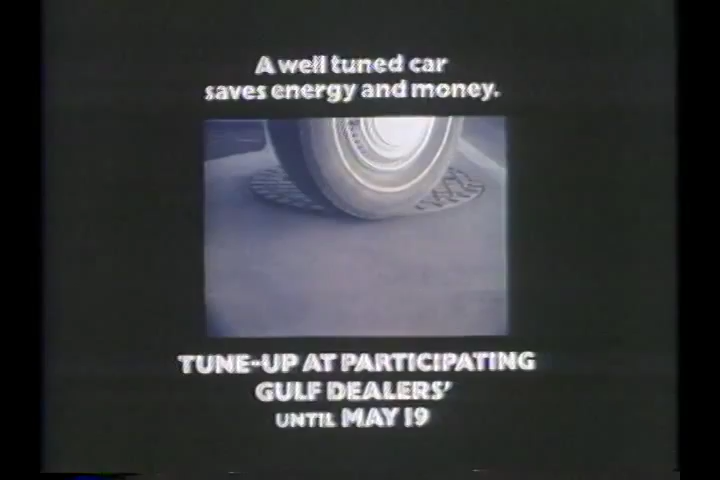 A well tuned car
saves energy and money.
TUNE-UP AT PARTICIPATING
GULF DEALERS'
UNTIL MAY 19